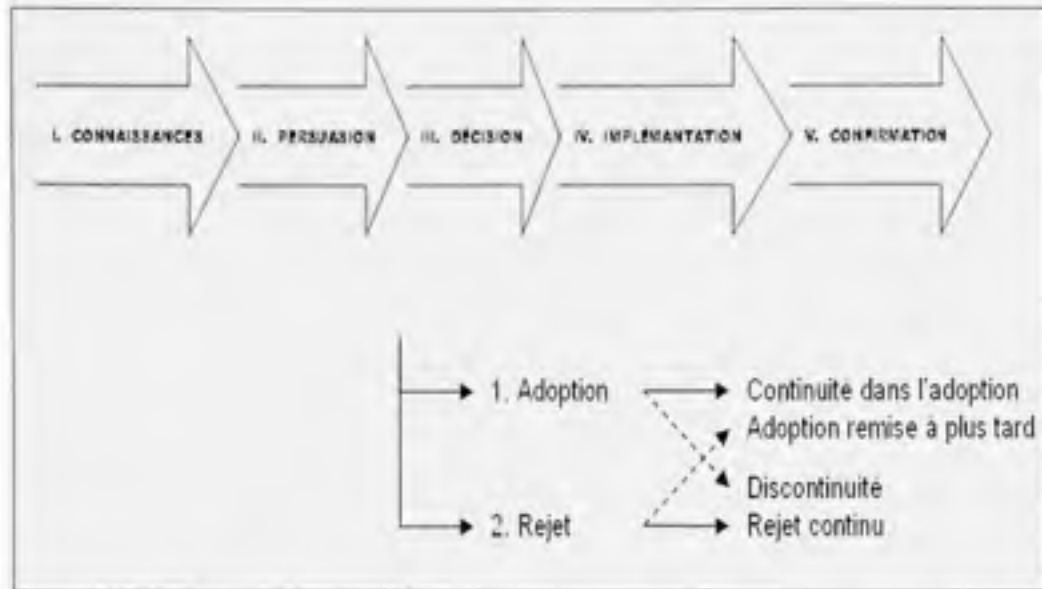 I. CONNAISSANCES
II. PERSUASION
III. DÉCISION
IV. IMPLÉMANTATION
V. CONFIRMATION
1. Adoption
Continuité dans l'adoption
Adoption remise à plus tard
Discontinuité
2. Rejet
Rejet continu